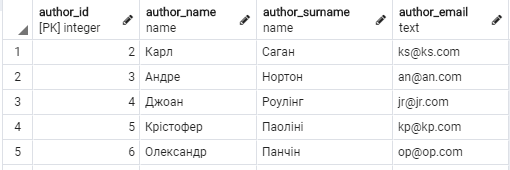 author_id author_name author_surname author_email
[PK] integer name name text
1 2 Карл Саган ks@ks.com
2 3 Андре Нортон an@an.com
3 4 Джоан Роулінг jr@jr.com
4 5 Крістофер Паоліні kp@kp.com
5 6 Олександр Панчін op@op.com